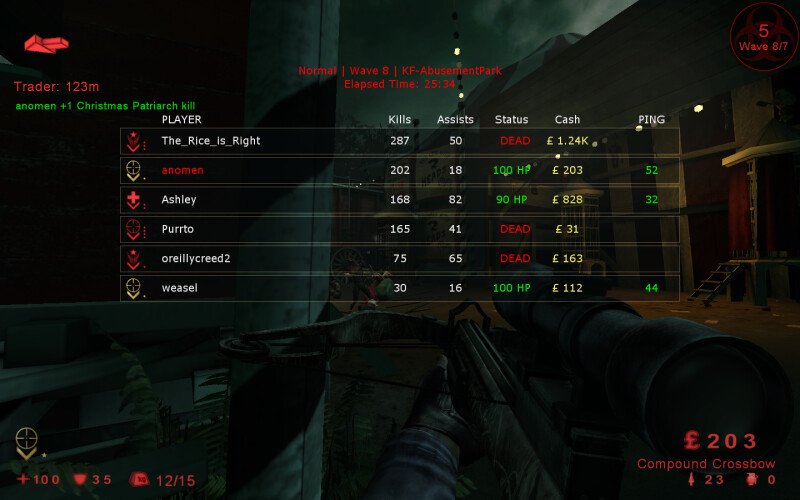 5
Wave 8/7
Normal | Wave 8 | KF-AbusementPark
Elapsed Time: 25:34
Trader: 123m
anomen +1 Christmas Patriarch kill
PLAYER Kills Assists Status Cash PING
The_Rice_is_Right 287 50 DEAD £ 1.24K
anomen 202 18 100 HP £ 203 52
Ashley 168 82 90 HP £ 828 32
Purrto 165 41 DEAD £ 31
oreillycreed2 75 65 DEAD £ 163
weasel 30 16 100 HP £ 112 44
£ 203
Compound Crossbow
100 35 12/15 23 0